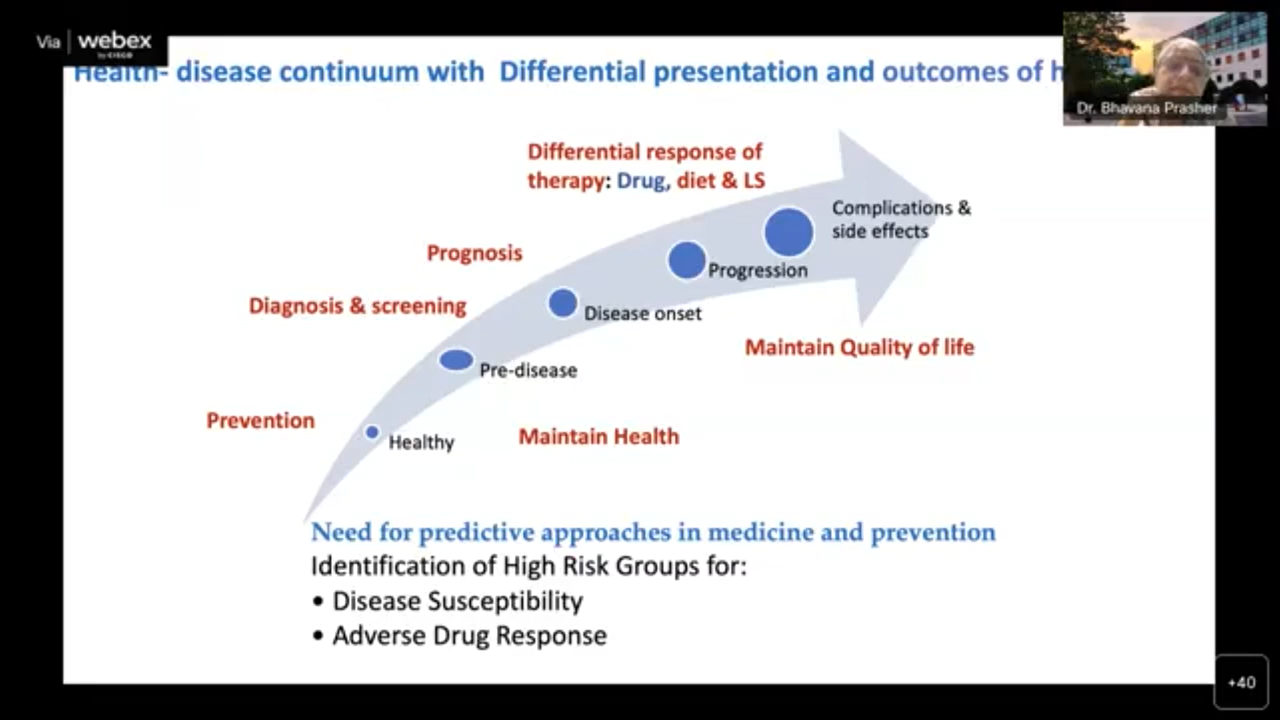 Via webex
by CISCO
Health- disease continuum with Differential presentation and outcomes of h
Dr. Bhavana Prasher
Differential response of
therapy: Drug, diet & LS
Complications &
side effects
Prognosis
Progression
Diagnosis & screening
Disease onset
Maintain Quality of life
Pre-disease
Prevention
Healthy
Maintain Health
Need for predictive approaches in medicine and prevention
Identification of High Risk Groups for:
• Disease Susceptibility
• Adverse Drug Response
+40